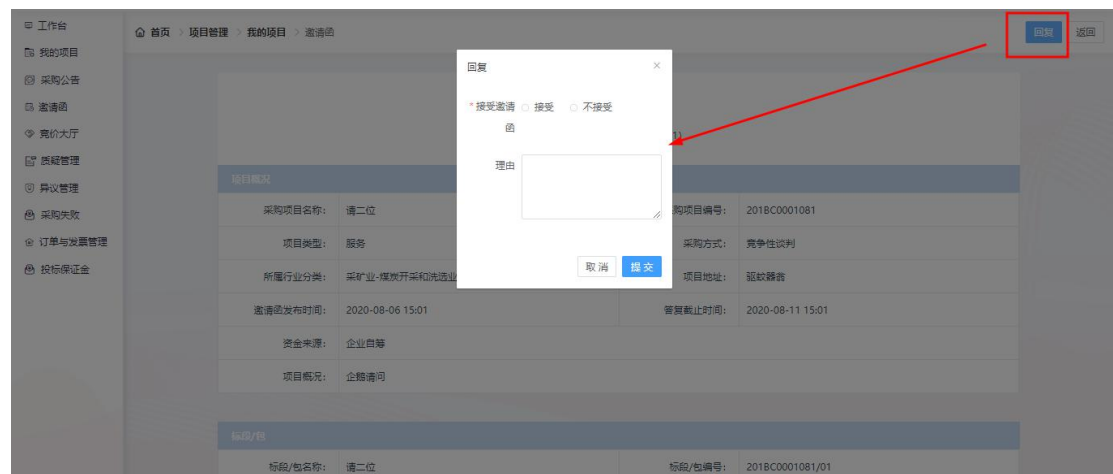 工作台
首页 > 项目管理 > 我的项目 > 邀请函
回复 返回
我的项目
采购公告
邀请函
竞价大厅
质疑管理
异议管理
采购失败
订单与发票管理
投标保证金
回复 ×
*接受邀请函 接受 不接受
理由
取消 提交
1)
项目概况
采购项目名称: 请二位 购项目编号: 201BC0001081
项目类型: 服务 采购方式: 竞争性谈判
所属行业分类: 采矿业-煤炭开采和洗选业 项目地址: 驱蚊器翁
邀请函发布时间: 2020-08-06 15:01 答复截止时间: 2020-08-11 15:01
资金来源: 企业自筹
项目概况: 企鹅请问
标段/包
标段/包名称: 请二位 标段/包编号: 201BC0001081/01